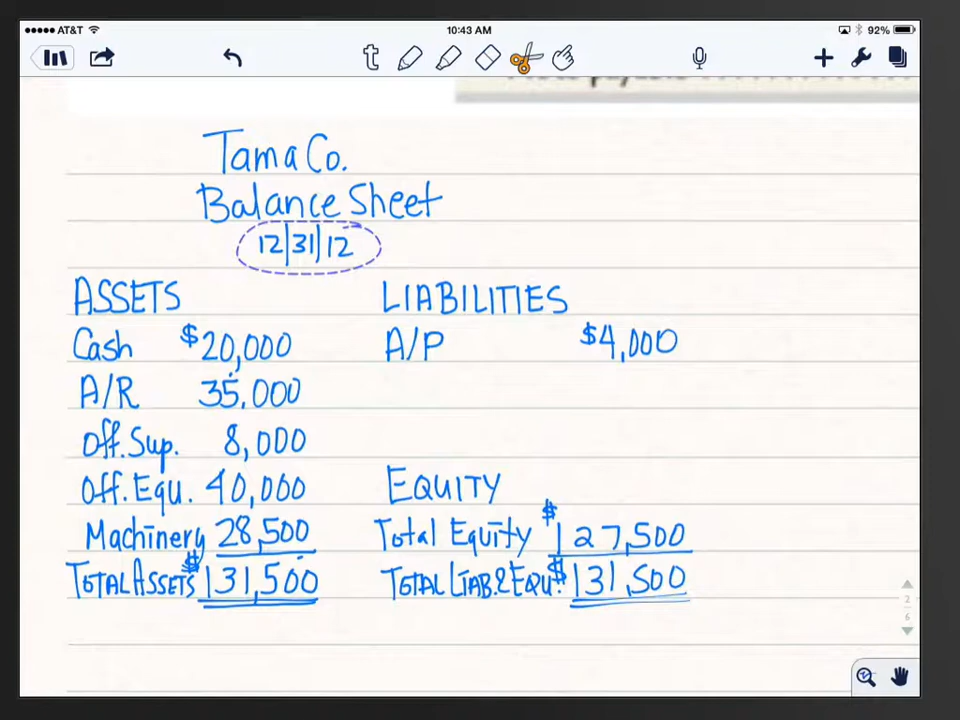 AT&T 10:43 AM 92%
t
Tama Co.
Balance Sheet
12|31|12
ASSETS LIABILITIES
Cash $20,000 A/P $4,000
A/R 35,000
Off. Sup. 8,000
Off. Equ. 40,000 EQUITY
Machinery 28,500 Total Equity $127,500
TOTAL ASSETS $131,500 TOTAL LIAB. & EQU. $131,500
2
6